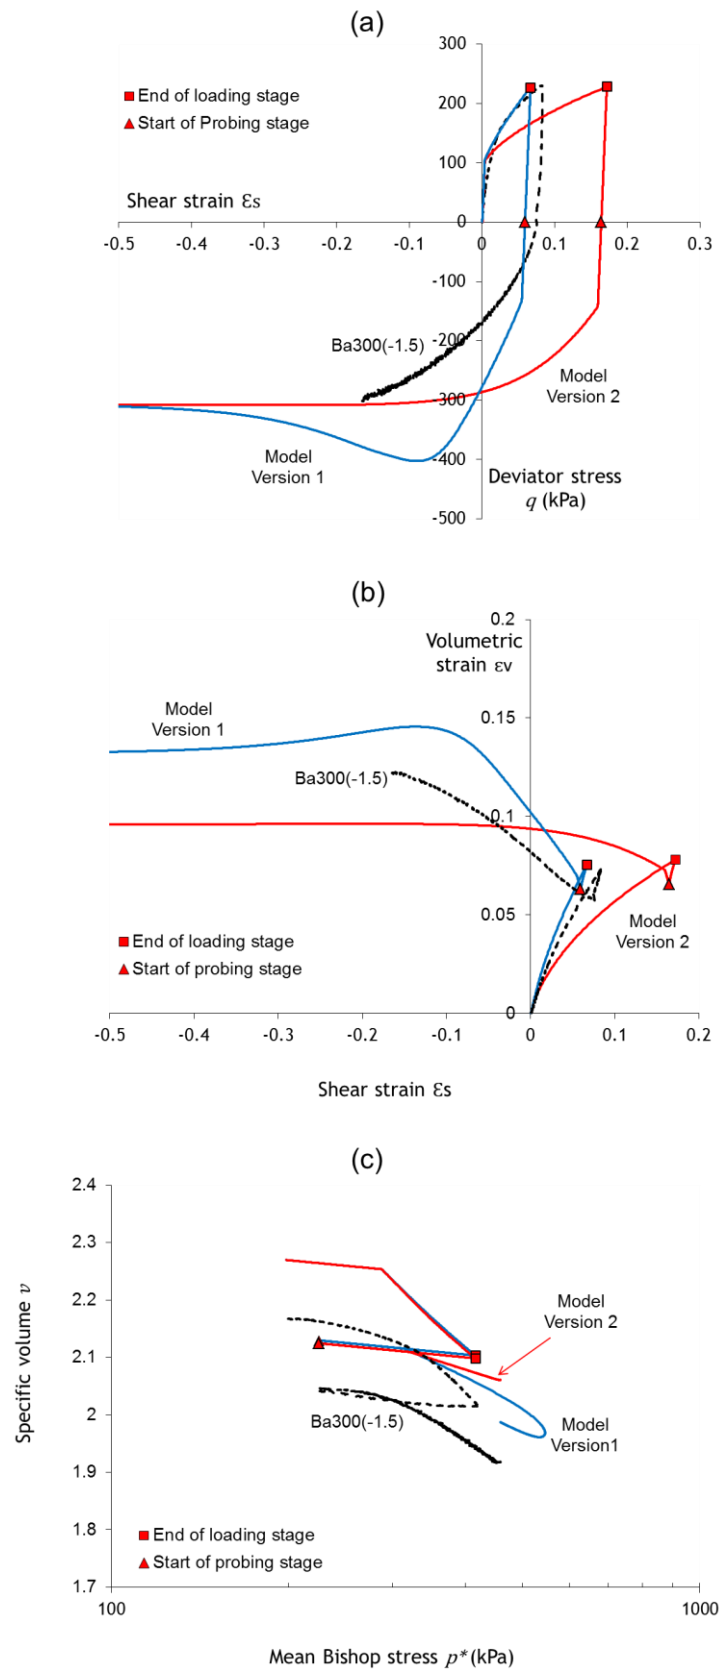 (a)
300
End of loading stage
200
Start of Probing stage
100
Shear strain Ɛs
0
-0.5
-0.4
-0.3
-0.2
-0.1
0
0.1
0.2
0.3
-100
Ba300(-1.5)
-200
Model
Version 2
-300
Model
Version 1
-400
Deviator stress
q (kPa)
-500
(b)
0.2
Volumetric
strain εv
Model
Version 1
0.15
Ba300(-1.5)
0.1
End of loading stage
Start of probing stage
0.05
Model
Version 2
0
-0.5
-0.4
-0.3
-0.2
-0.1
0
0.1
0.2
Shear strain Ɛs
(c)
2.4
2.3
2.2
2.1
2
1.9
1.8
1.7
Specific volume v
Model
Version 2
Ba300(-1.5)
Model
Version1
End of loading stage
Start of probing stage
100
1000
Mean Bishop stress p* (kPa)